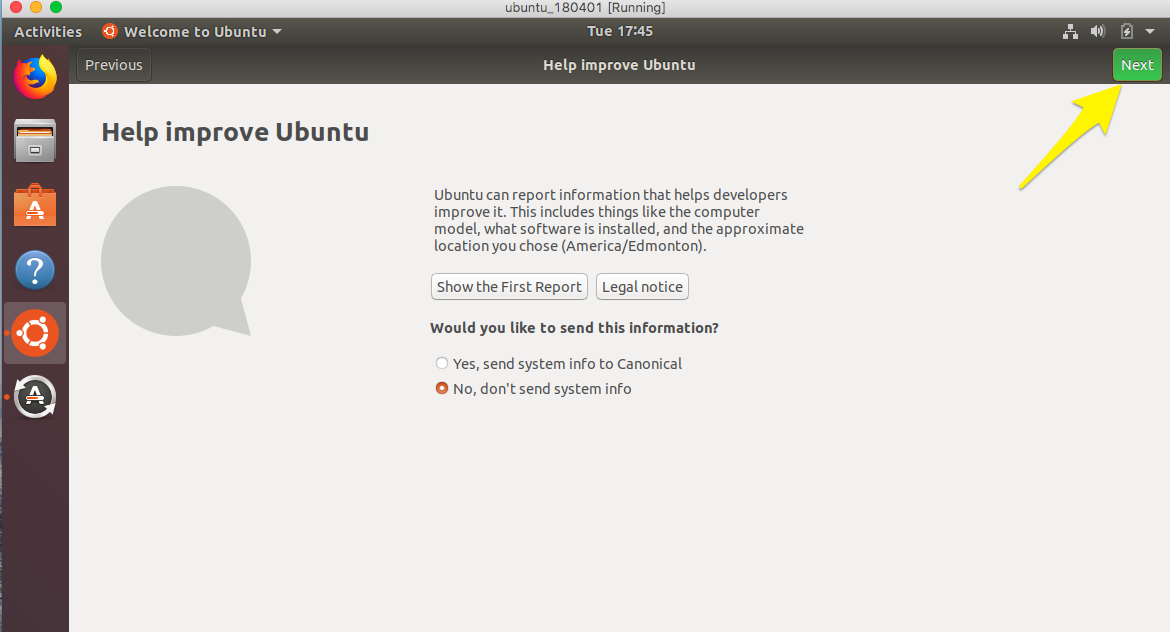 ubuntu_180401 [Running]
Activities Welcome to Ubuntu Tue 17:45
Previous Help improve Ubuntu Next
Help improve Ubuntu
Ubuntu can report information that helps developers
improve it. This includes things like the computer
model, what software is installed, and the approximate
location you chose (America/Edmonton).
Show the First Report Legal notice
Would you like to send this information?
Yes, send system info to Canonical
No, don't send system info